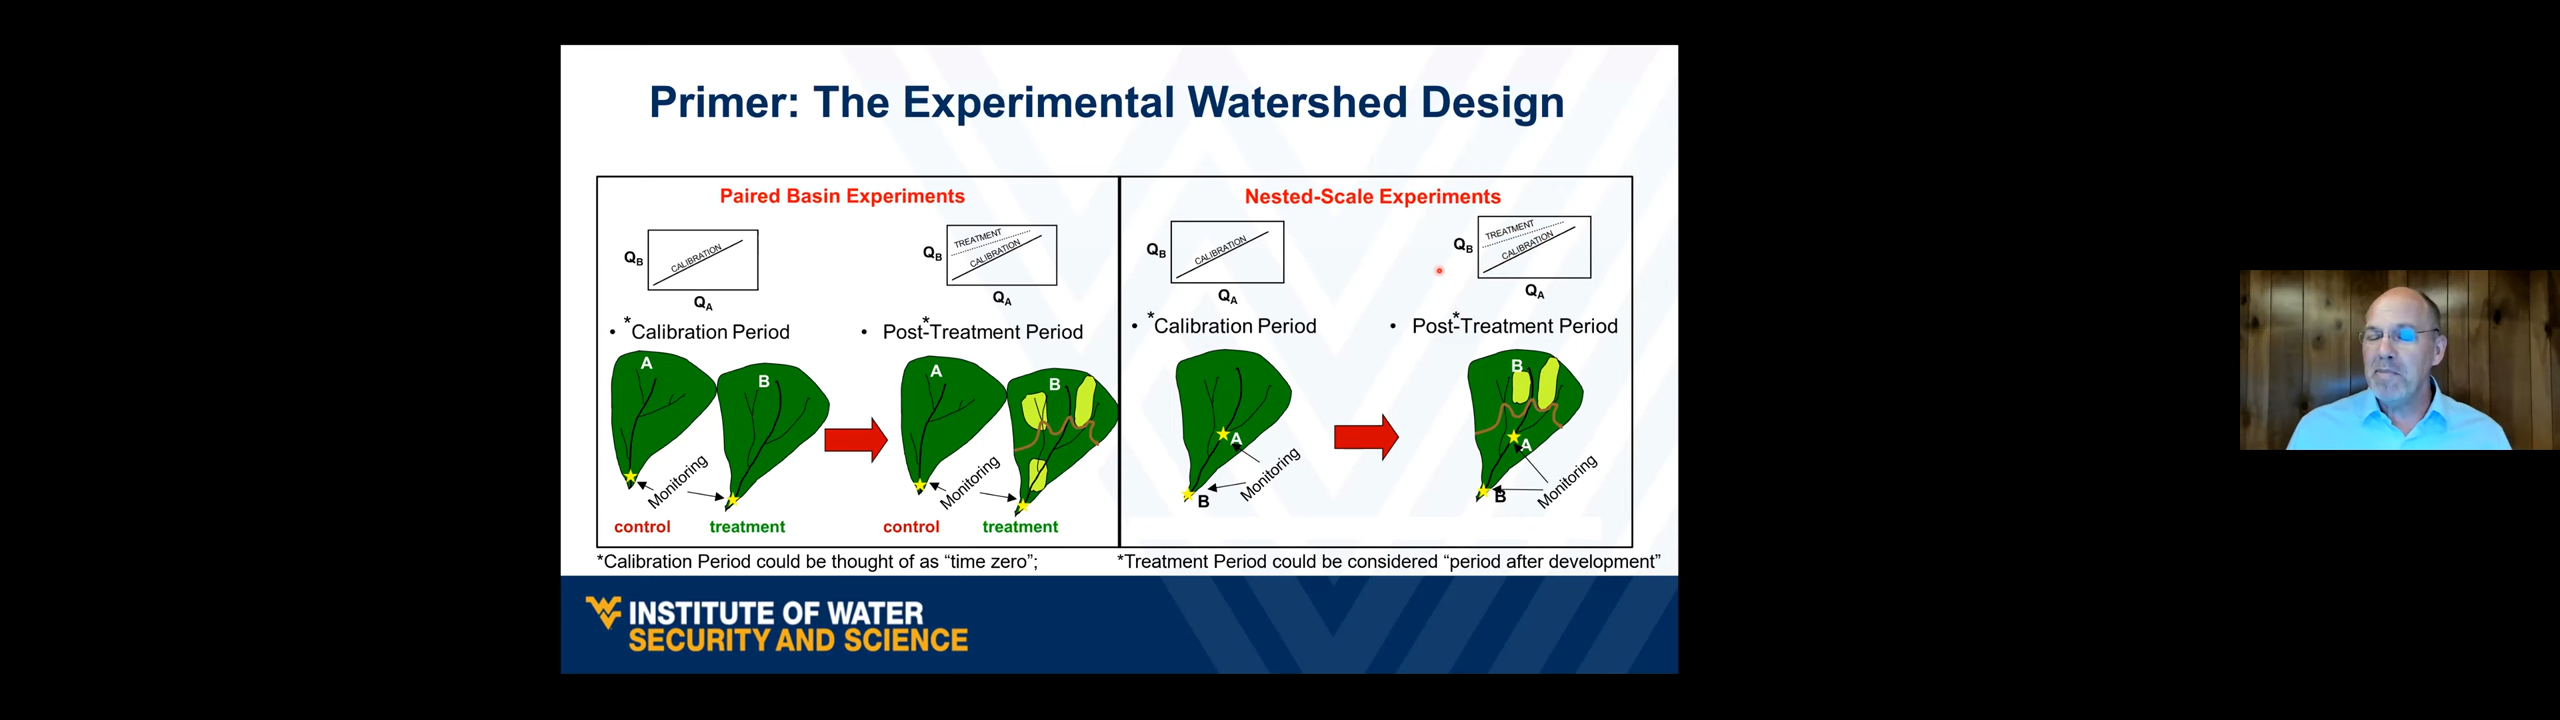 Primer: The Experimental Watershed Design
Paired Basin Experiments
QB
CALIBRATION
QA
QB
TREATMENT
CALIBRATION
QA
• *Calibration Period
• Post-*Treatment Period
A
B
Monitoring
control
treatment
A
B
Monitoring
control
treatment
Nested-Scale Experiments
QB
CALIBRATION
QA
QB
TREATMENT
CALIBRATION
QA
• *Calibration Period
• Post-*Treatment Period
A
Monitoring
B
B
A
Monitoring
B
*Calibration Period could be thought of as “time zero”;
*Treatment Period could be considered “period after development”
WV INSTITUTE OF WATER
SECURITY AND SCIENCE